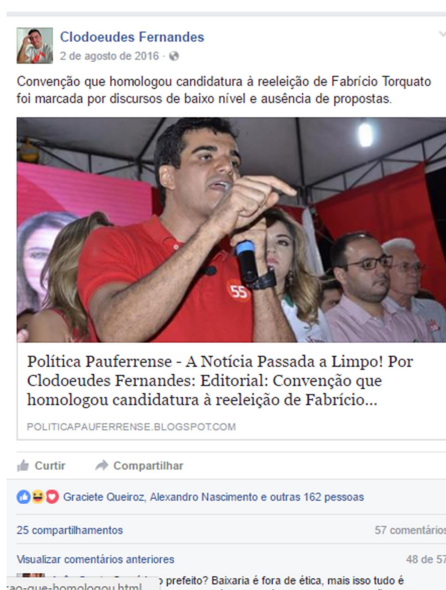 Clodoeudes Fernandes
2 de agosto de 2016 ·
Convenção que homologou candidatura à reeleição de Fabrício Torquato
foi marcada por discursos de baixo nível e ausência de propostas.
55
Política Pauferrense - A Notícia Passada a Limpo! Por
Clodoeudes Fernandes: Editorial: Convenção que
homologou candidatura à reeleição de Fabrício...
POLITICAPAUFERRENSE.BLOGSPOT.COM
Curtir Compartilhar
Graciete Queiroz, Alexandro Nascimento e outras 162 pessoas
25 compartilhamentos 57 comentários
Visualizar comentários anteriores 48 de 57
o prefeito? Baixaria é fora de ética, mais isso tudo é
cao-que-homologou.html